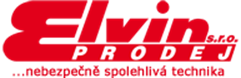 Elvin s.r.o.
PRODEJ
...nebezpečně spolehlivá technika